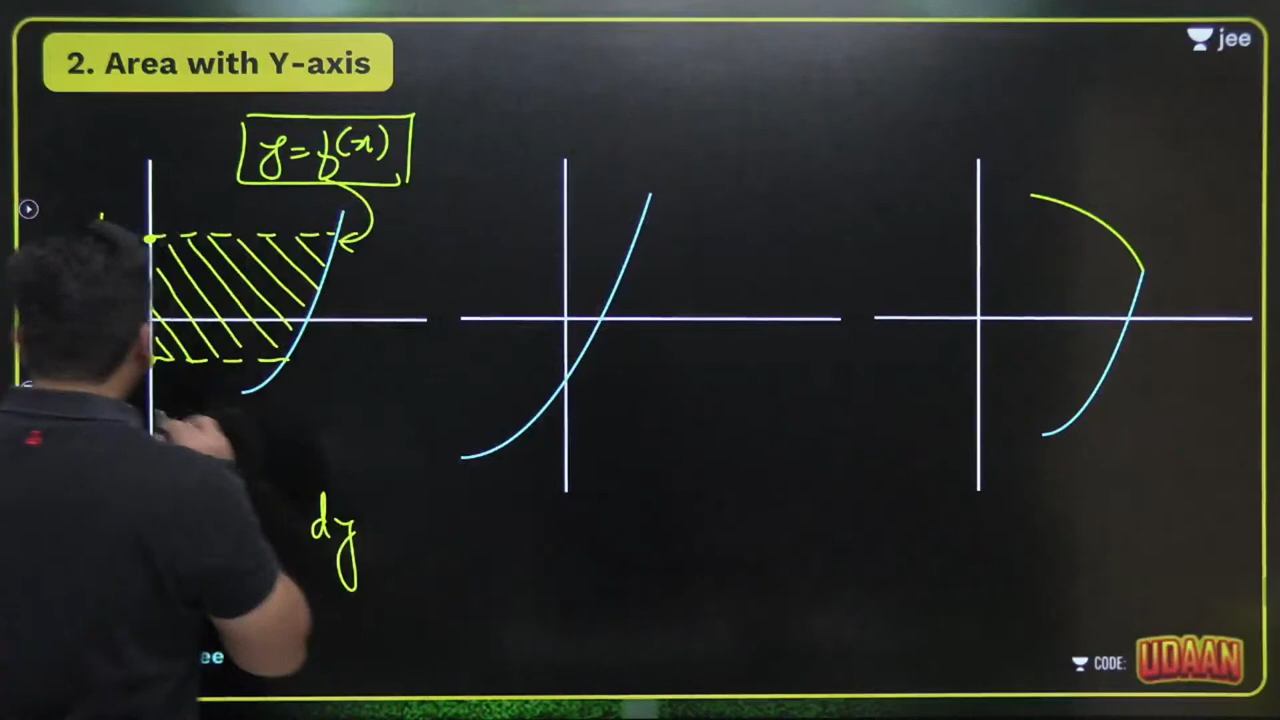 2. Area with Y-axis
jee
y = f(x)
dy
ee
CODE:
UDAAN